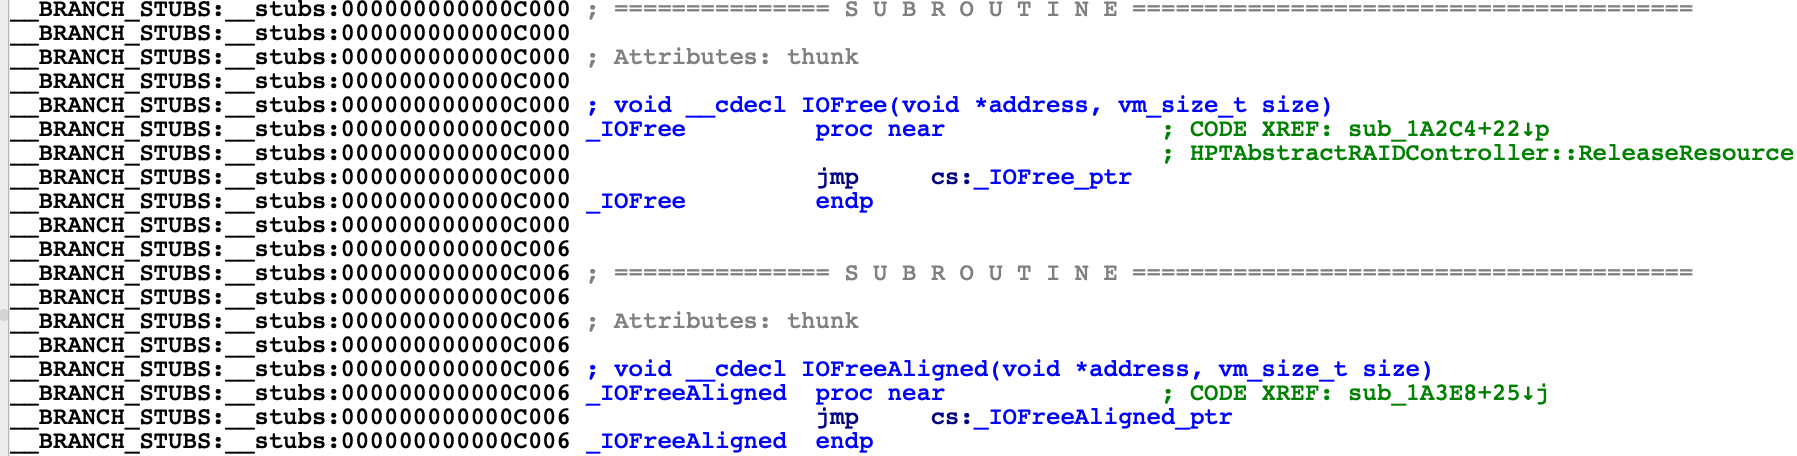 __BRANCH_STUBS:__stubs:000000000000C000 ; =============== S U B R O U T I N E =======================================
__BRANCH_STUBS:__stubs:000000000000C000
__BRANCH_STUBS:__stubs:000000000000C000 ; Attributes: thunk
__BRANCH_STUBS:__stubs:000000000000C000
__BRANCH_STUBS:__stubs:000000000000C000 ; void __cdecl IOFree(void *address, vm_size_t size)
__BRANCH_STUBS:__stubs:000000000000C000 _IOFree         proc near               ; CODE XREF: sub_1A2C4+22↓p
__BRANCH_STUBS:__stubs:000000000000C000                                         ; HPTAbstractRAIDController::ReleaseResource
__BRANCH_STUBS:__stubs:000000000000C000                 jmp     cs:_IOFree_ptr
__BRANCH_STUBS:__stubs:000000000000C000 _IOFree         endp
__BRANCH_STUBS:__stubs:000000000000C000
__BRANCH_STUBS:__stubs:000000000000C006
__BRANCH_STUBS:__stubs:000000000000C006 ; =============== S U B R O U T I N E =======================================
__BRANCH_STUBS:__stubs:000000000000C006
__BRANCH_STUBS:__stubs:000000000000C006 ; Attributes: thunk
__BRANCH_STUBS:__stubs:000000000000C006
__BRANCH_STUBS:__stubs:000000000000C006 ; void __cdecl IOFreeAligned(void *address, vm_size_t size)
__BRANCH_STUBS:__stubs:000000000000C006 _IOFreeAligned  proc near               ; CODE XREF: sub_1A3E8+25↓j
__BRANCH_STUBS:__stubs:000000000000C006                 jmp     cs:_IOFreeAligned_ptr
__BRANCH_STUBS:__stubs:000000000000C006 _IOFreeAligned  endp